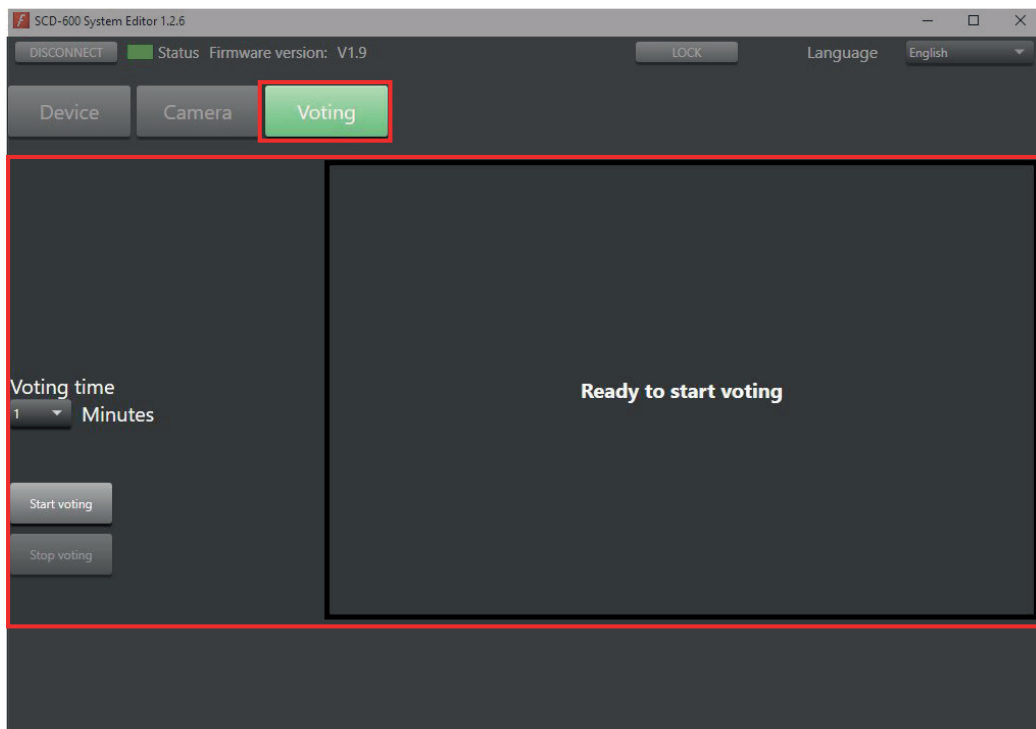 SCD-600 System Editor 1.2.6
DISCONNECT Status Firmware version: V1.9 LOCK Language English
Device Camera Voting
Voting time
1 Minutes
Ready to start voting
Start voting
Stop voting